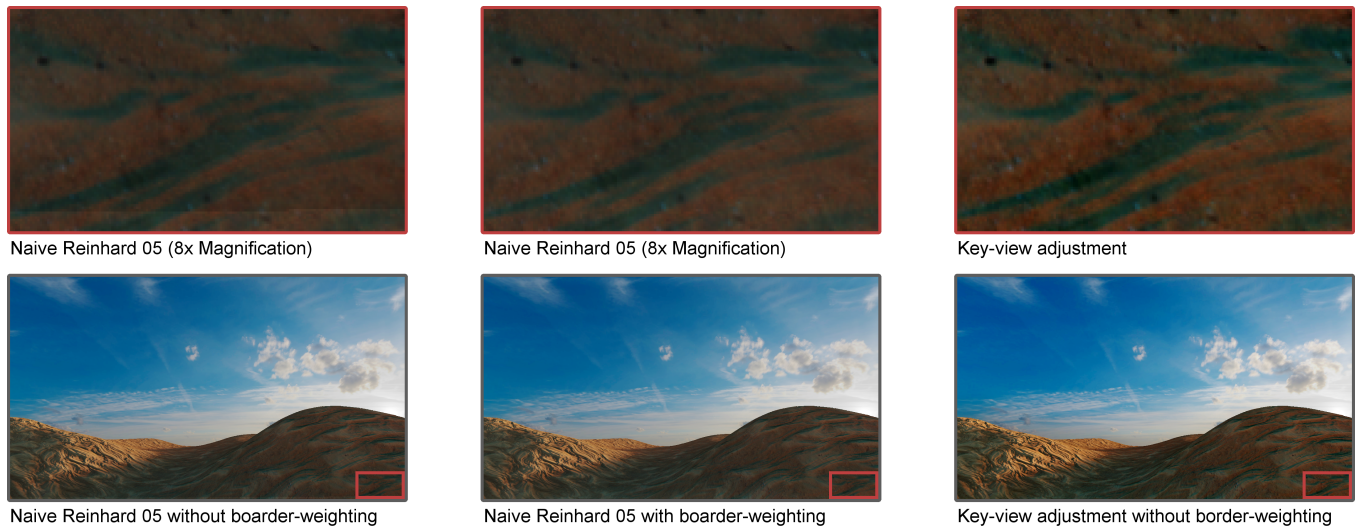 Naive Reinhard 05 (8x Magnification)
Naive Reinhard 05 (8x Magnification)
Key-view adjustment
Naive Reinhard 05 without boarder-weighting
Naive Reinhard 05 with boarder-weighting
Key-view adjustment without border-weighting